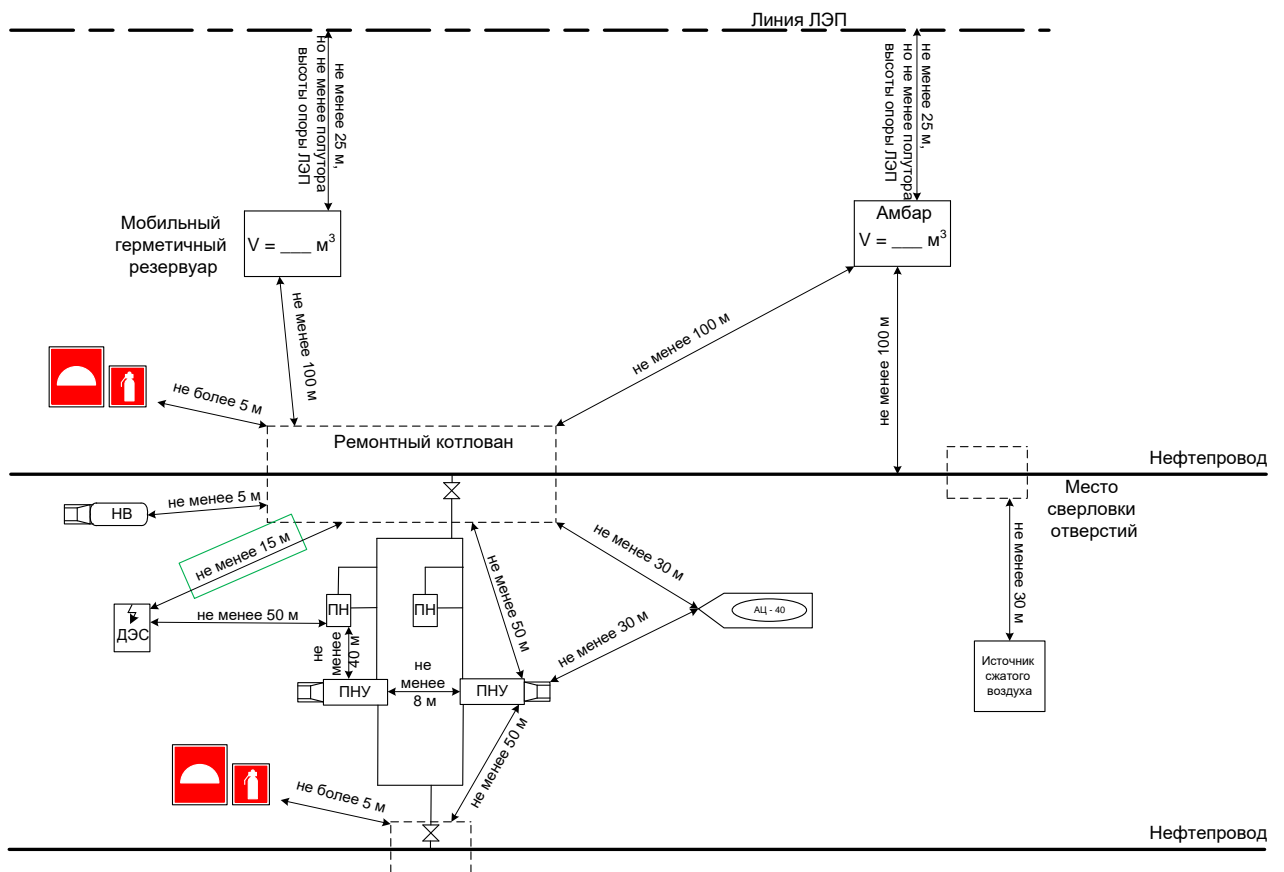 Линия ЛЭП
не менее 25 м,
но не менее полутора
высоты опоры ЛЭП
не менее 25 м,
но не менее полутора
высоты опоры ЛЭП
Мобильный
герметичный
резервуар
V = ___ м³
Амбар
V = ___ м³
не менее 100 м
не менее 100 м
не менее 100 м
не более 5 м
Ремонтный котлован
Нефтепровод
НВ
не менее 5 м
Место
сверловки
отверстий
не менее 15 м
не менее 30 м
не менее 50 м
не менее 30 м
ДЭС
не менее 50 м
ПН
ПН
АЦ - 40
не менее 30 м
не
менее
40 м
ПНУ
не
менее
8 м
ПНУ
Источник
сжатого
воздуха
не менее 50 м
не более 5 м
Нефтепровод